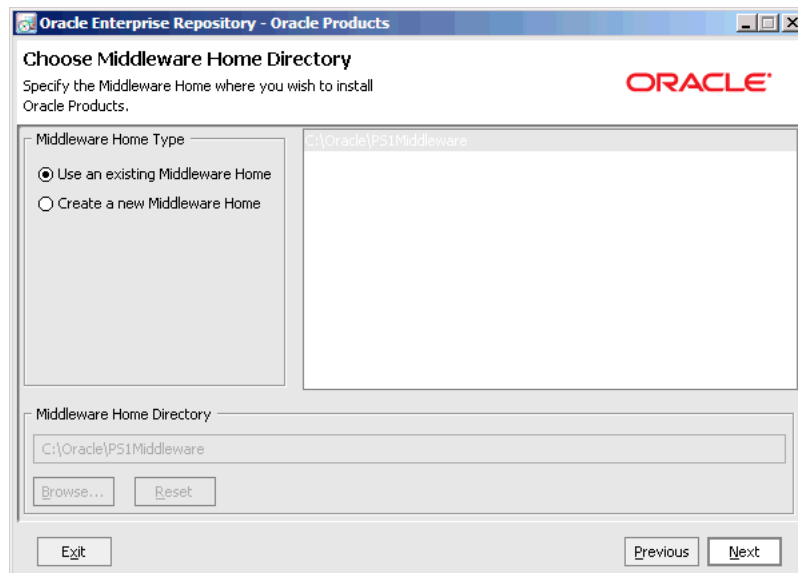 Oracle Enterprise Repository - Oracle Products
Choose Middleware Home Directory
Specify the Middleware Home where you wish to install
Oracle Products.
ORACLE
Middleware Home Type
Use an existing Middleware Home
Create a new Middleware Home
C:\Oracle\PS1Middleware
Middleware Home Directory
C:\Oracle\PS1Middleware
Browse...
Reset
Exit
Previous
Next